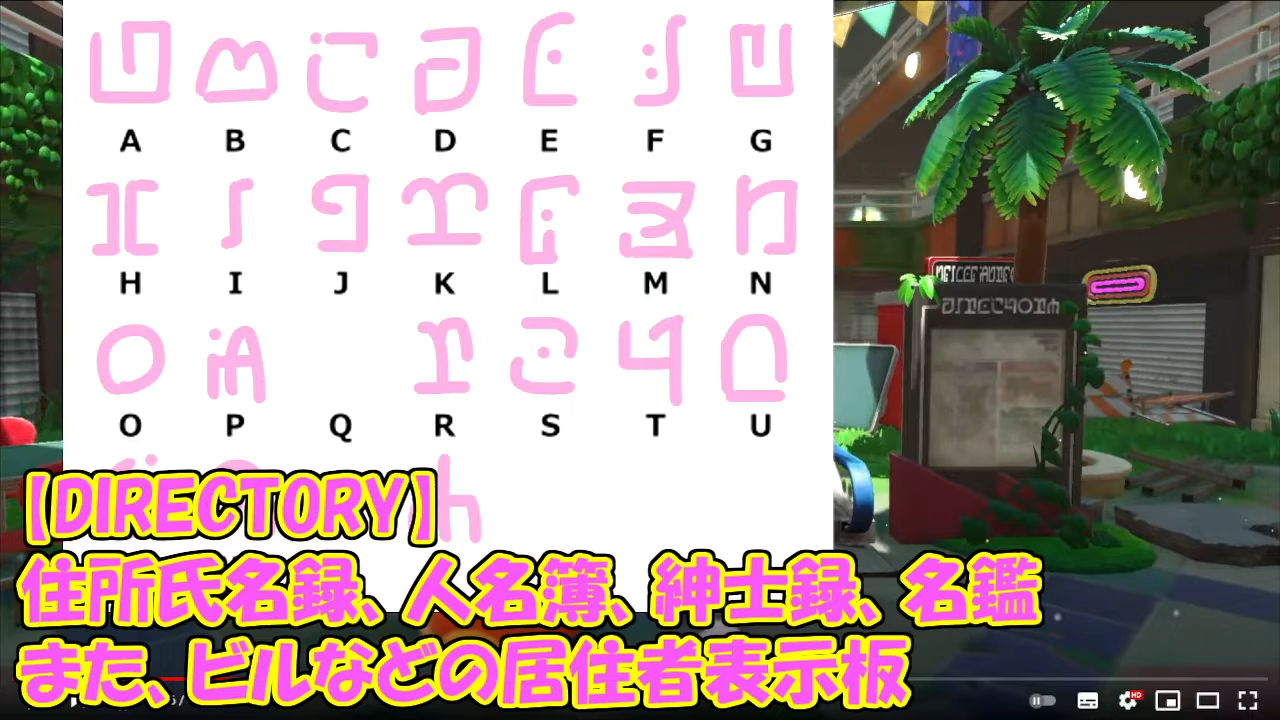 A B C D E F G
H I J K L M N
O P Q R S T U
【DIRECTORY】
住所氏名録、人名簿、紳士録、名鑑
また、ビルなどの居住者表示板
HD